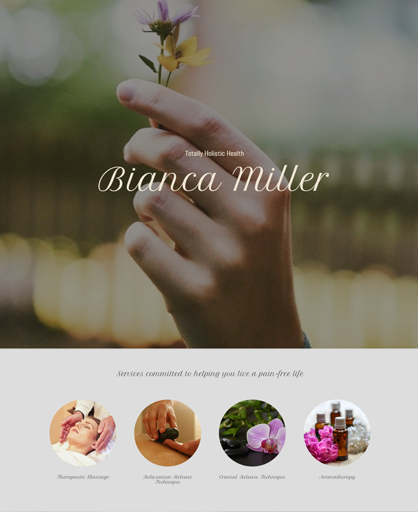 Totally Holistic Health
Bianca Miller
Services committed to helping you live a pain-free life
Therapeutic Massage
Relaxation Release
Technique
Cranial Release Technique
Aromatherapy